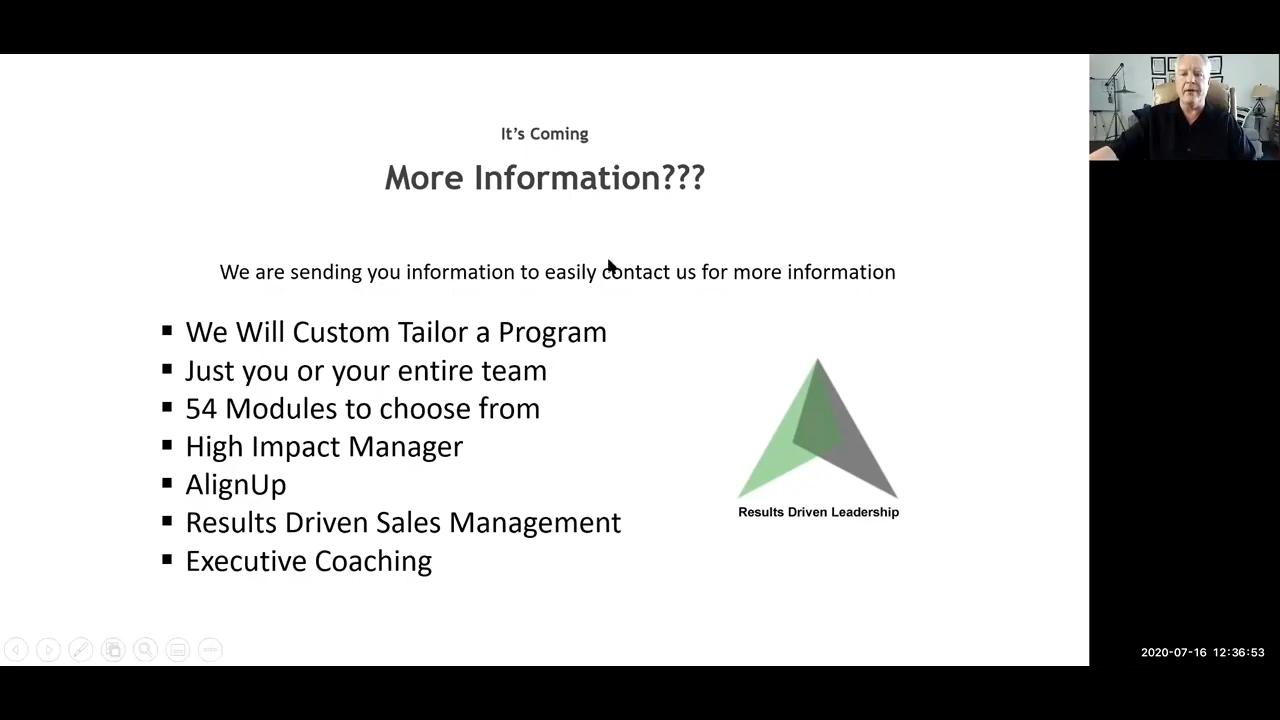 It's Coming
More Information???
We are sending you information to easily contact us for more information
▪ We Will Custom Tailor a Program
▪ Just you or your entire team
▪ 54 Modules to choose from
▪ High Impact Manager
▪ AlignUp
▪ Results Driven Sales Management
▪ Executive Coaching
Results Driven Leadership
2020-07-16 12:36:53